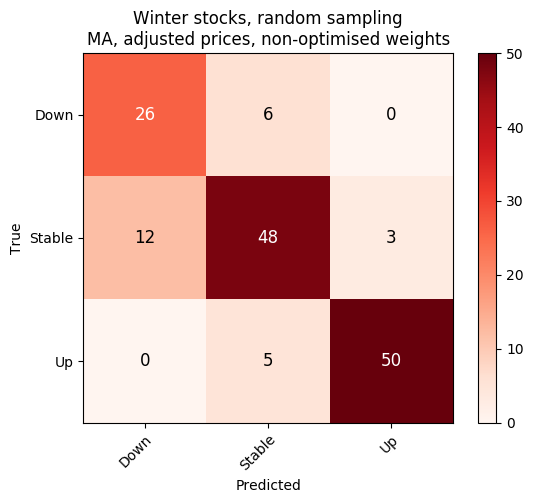 Winter stocks, random sampling
MA, adjusted prices, non-optimised weights
True
Down
26 6 0
Stable
12 48 3
Up
0 5 50
Down Stable Up
Predicted
50
40
30
20
10
0